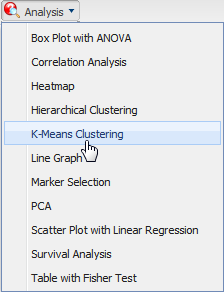 Analysis
Box Plot with ANOVA
Correlation Analysis
Heatmap
Hierarchical Clustering
K-Means Clustering
Line Graph
Marker Selection
PCA
Scatter Plot with Linear Regression
Survival Analysis
Table with Fisher Test